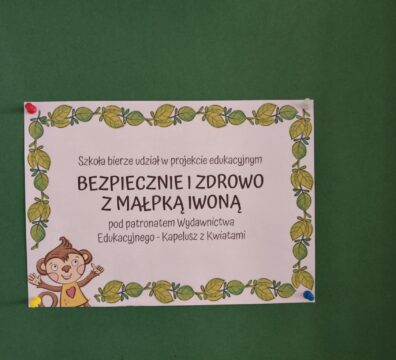 Szkoła bierze udział w projekcie edukacyjnym
BEZPIECZNIE I ZDROWO
Z MAŁPKĄ IWONĄ
pod patronatem Wydawnictwa
Edukacyjnego - Kapelusz z Kwiatami